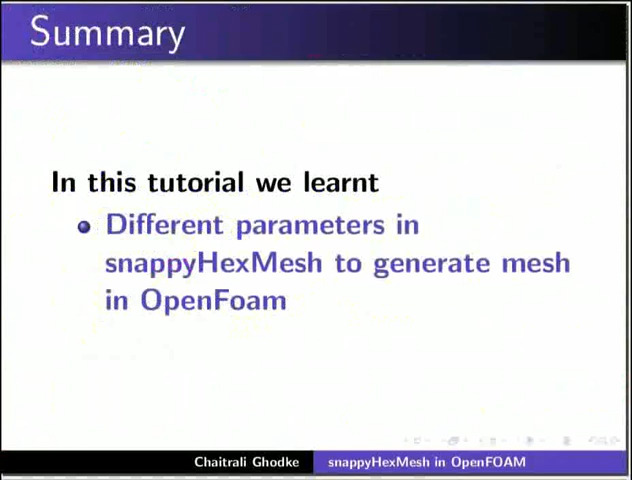 Summary
In this tutorial we learnt
Different parameters in
snappyHexMesh to generate mesh
in OpenFoam
Chaitrali Ghodke snappyHexMesh in OpenFOAM